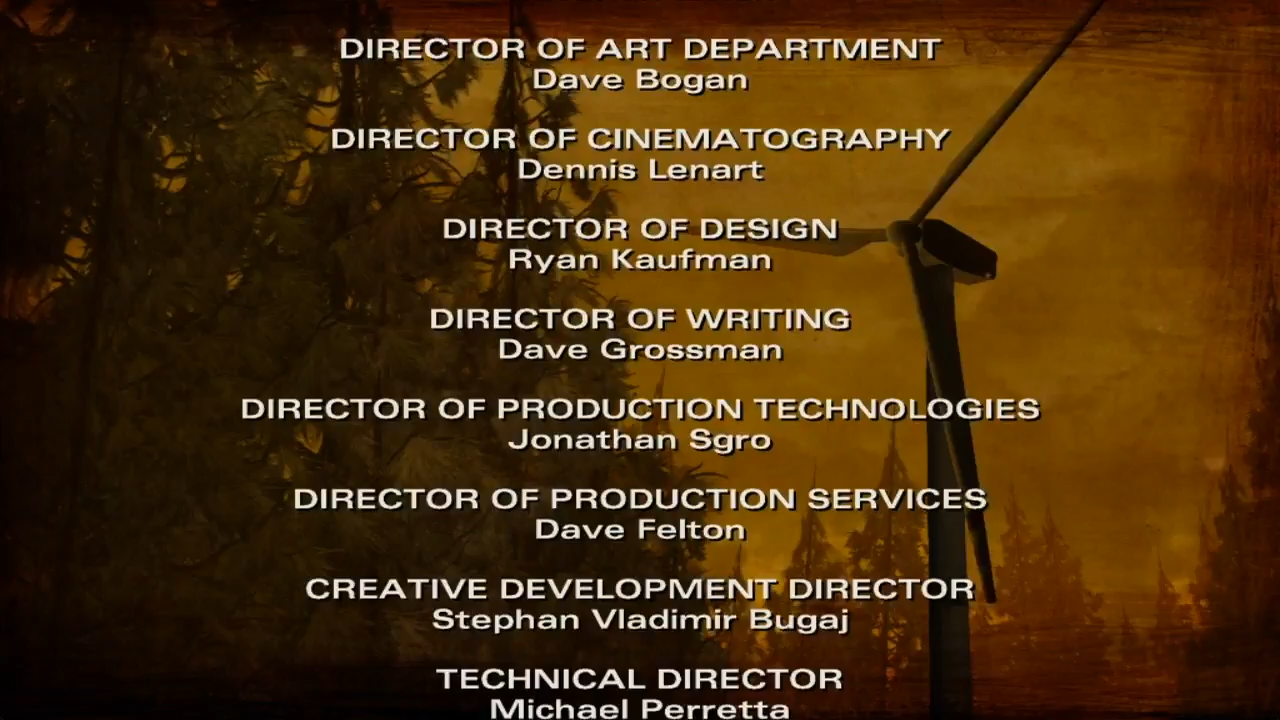 DIRECTOR OF ART DEPARTMENT
Dave Bogan
DIRECTOR OF CINEMATOGRAPHY
Dennis Lenart
DIRECTOR OF DESIGN
Ryan Kaufman
DIRECTOR OF WRITING
Dave Grossman
DIRECTOR OF PRODUCTION TECHNOLOGIES
Jonathan Sgro
DIRECTOR OF PRODUCTION SERVICES
Dave Felton
CREATIVE DEVELOPMENT DIRECTOR
Stephan Vladimir Bugaj
TECHNICAL DIRECTOR
Michael Perretta